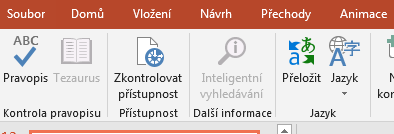 Soubor Domů Vložení Návrh Přechody Animace
ABC
Pravopis Tezaurus Zkontrolovat přístupnost Inteligentní vyhledávání Přeložit Jazyk
Kontrola pravopisu Přístupnost Další informace Jazyk